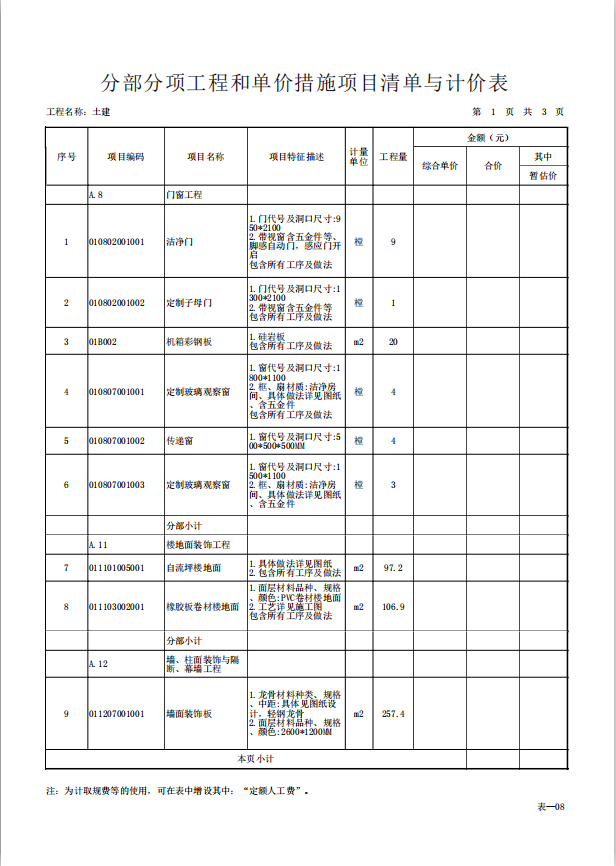 分部分项工程和单价措施项目清单与计价表
工程名称：土建
第 1 页 共 3 页
序号 项目编码 项目名称 项目特征描述 计量单位 工程量 金额（元）
综合单价 合价 其中
暂估价
A.8 门窗工程
1 010802001001 洁净门 1.门代号及洞口尺寸:9
50*2100
2.带视窗含五金件等、
脚感自动门，感应门开
启
包含所有工序及做法 樘 9
2 010802001002 定制子母门 1.门代号及洞口尺寸:1
300*2100
2.带视窗含五金件等
包含所有工序及做法 樘 1
3 01B002 机箱彩钢板 1.硅岩板
包含所有工序及做法 m2 20
4 010807001001 定制玻璃观察窗 1.窗代号及洞口尺寸:1
800*1100
2.框、扇材质:洁净房
间、具体做法详见图纸
、含五金件
包含所有工序及做法 樘 4
5 010807001002 传递窗 1.窗代号及洞口尺寸:5
00*500*500MM 樘 4
6 010807001003 定制玻璃观察窗 1.窗代号及洞口尺寸:1
500*1100
2.框、扇材质:洁净房
间、具体做法详见图纸
、含五金件 樘 3
分部小计
A.11 楼地面装饰工程
7 011101005001 自流坪楼地面 1.具体做法详见图纸
2.包含所有工序及做法 m2 97.2
8 011103002001 橡胶板卷材楼地面 1.面层材料品种、规格
、颜色:PVC卷材楼地面
2.工艺详见施工图
包含所有工序及做法 m2 106.9
分部小计
A.12 墙、柱面装饰与隔
断、幕墙工程
9 011207001001 墙面装饰板 1.龙骨材料种类、规格
、中距:具体见图纸设
计，轻钢龙骨
2.面层材料品种、规格
、颜色:2600*1200MM m2 257.4
本页小计
注：为计取规费等的使用，可在表中增设其中：“定额人工费”。
表—08